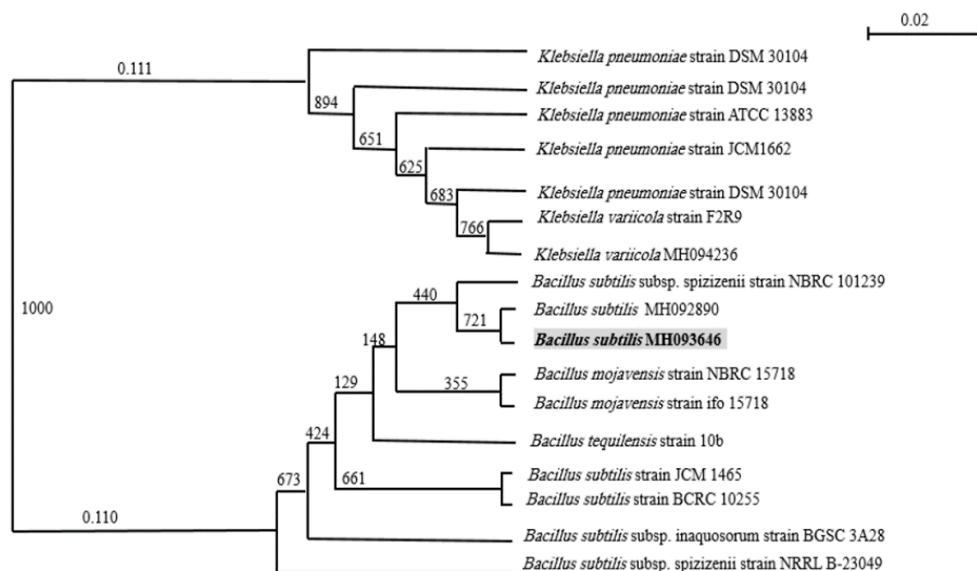 0.02
Klebsiella pneumoniae strain DSM 30104
0.111
Klebsiella pneumoniae strain DSM 30104
894
Klebsiella pneumoniae strain ATCC 13883
651
Klebsiella pneumoniae strain JCM1662
625
Klebsiella pneumoniae strain DSM 30104
683
Klebsiella variicola strain F2R9
766
Klebsiella variicola MH094236
Bacillus subtilis subsp. spizizenii strain NBRC 101239
440
Bacillus subtilis MH092890
1000
721
Bacillus subtilis MH093646
148
Bacillus mojavensis strain NBRC 15718
129
355
Bacillus mojavensis strain ifo 15718
424
Bacillus tequilensis strain 10b
673
661
Bacillus subtilis strain JCM 1465
Bacillus subtilis strain BCRC 10255
0.110
Bacillus subtilis subsp. inaquosorum strain BGSC 3A28
Bacillus subtilis subsp. spizizenii strain NRRL B-23049